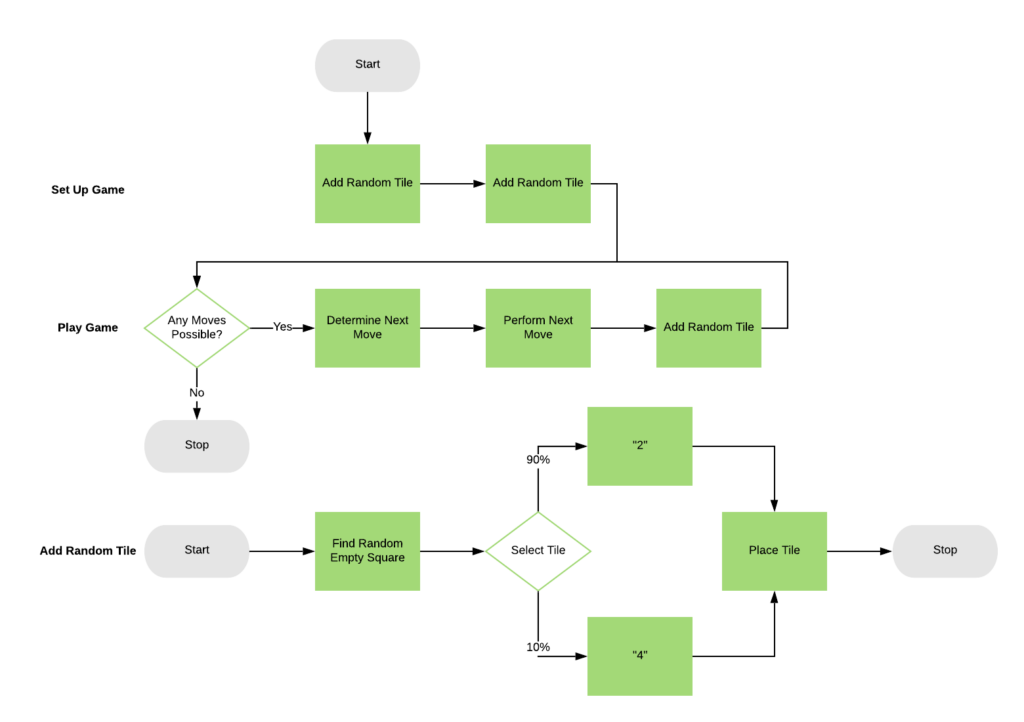 Start
Set Up Game
Add Random Tile
Add Random Tile
Play Game
Any Moves
Possible?
Yes
Determine Next
Move
Perform Next
Move
Add Random Tile
No
Stop
Add Random Tile
Start
Find Random
Empty Square
Select Tile
90%
"2"
10%
"4"
Place Tile
Stop